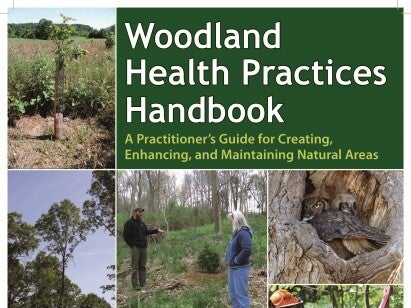 Woodland
Health Practices
Handbook
A Practitioner's Guide for Creating,
Enhancing, and Maintaining Natural Areas